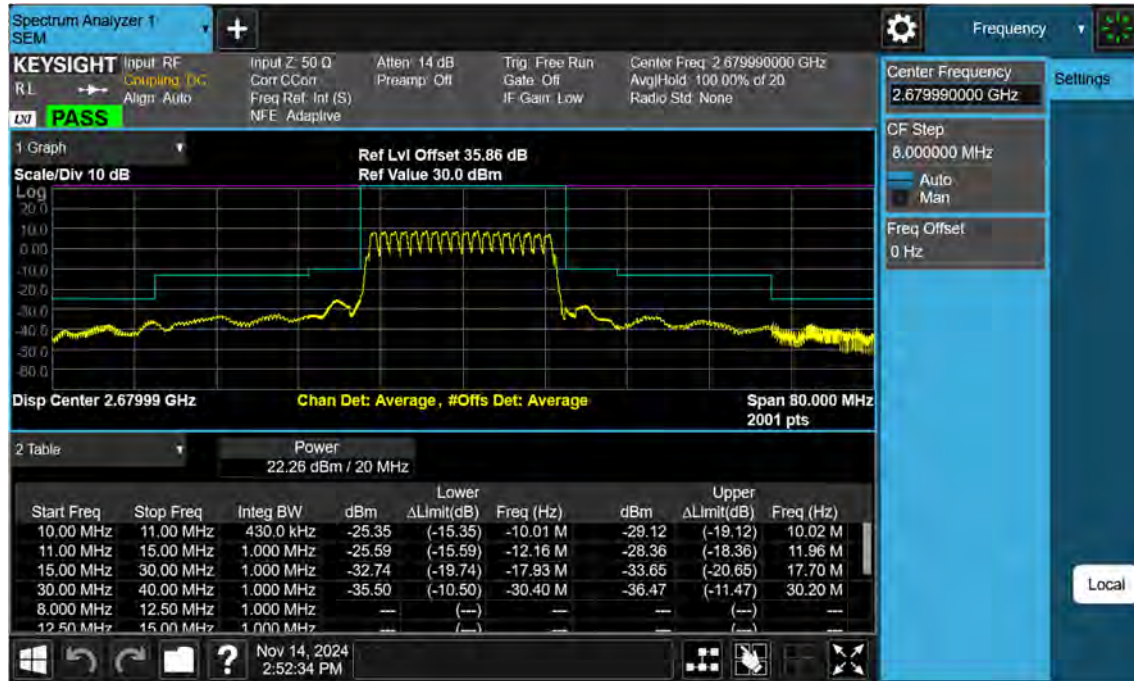 Spectrum Analyzer 1
SEM
+
Frequency
KEYSIGHT
RL
LXI
PASS
Input: RF
Coupling: DC
Align: Auto
Input Z: 50 Ω
Corr CCorr
Freq Ref: Int (S)
NFE: Adaptive
Atten: 14 dB
Preamp: Off
Trig: Free Run
Gate: Off
IF Gain: Low
Center Freq: 2.679990000 GHz
Avg|Hold: 100.00% of 20
Radio Std: None
Center Frequency
2.679990000 GHz
Settings
CF Step
8.000000 MHz
Auto
Man
Freq Offset
0 Hz
1 Graph
Scale/Div 10 dB
Ref Lvl Offset 35.86 dB
Ref Value 30.0 dBm
Log
20.0
10.0
0.00
-10.0
-20.0
-30.0
-40.0
-50.0
-60.0
Disp Center 2.67999 GHz
Chan Det: Average, #Offs Det: Average
Span 80.000 MHz
2001 pts
2 Table
Power
22.26 dBm / 20 MHz
Lower Upper
Start Freq Stop Freq Integ BW dBm ΔLimit(dB) Freq (Hz) dBm ΔLimit(dB) Freq (Hz)
10.00 MHz 11.00 MHz 430.0 kHz -25.35 (-15.35) -10.01 M -29.12 (-19.12) 10.02 M
11.00 MHz 15.00 MHz 1.000 MHz -25.59 (-15.59) -12.16 M -28.36 (-18.36) 11.96 M
15.00 MHz 30.00 MHz 1.000 MHz -32.74 (-19.74) -17.93 M -33.65 (-20.65) 17.70 M
30.00 MHz 40.00 MHz 1.000 MHz -35.50 (-10.50) -30.40 M -36.47 (-11.47) 30.20 M
8.000 MHz 12.50 MHz 1.000 MHz --- (---) --- --- (---) ---
12.50 MHz 15.00 MHz 1.000 MHz --- (---) --- --- (---) ---
Local
?
Nov 14, 2024
2:52:34 PM